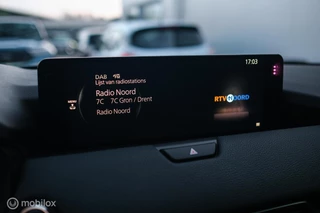 DAB
17:03
Lijst van radiostations
Radio Noord
7C 7C Gron / Drent
Radio Noord
RTV NOORD
mobilox